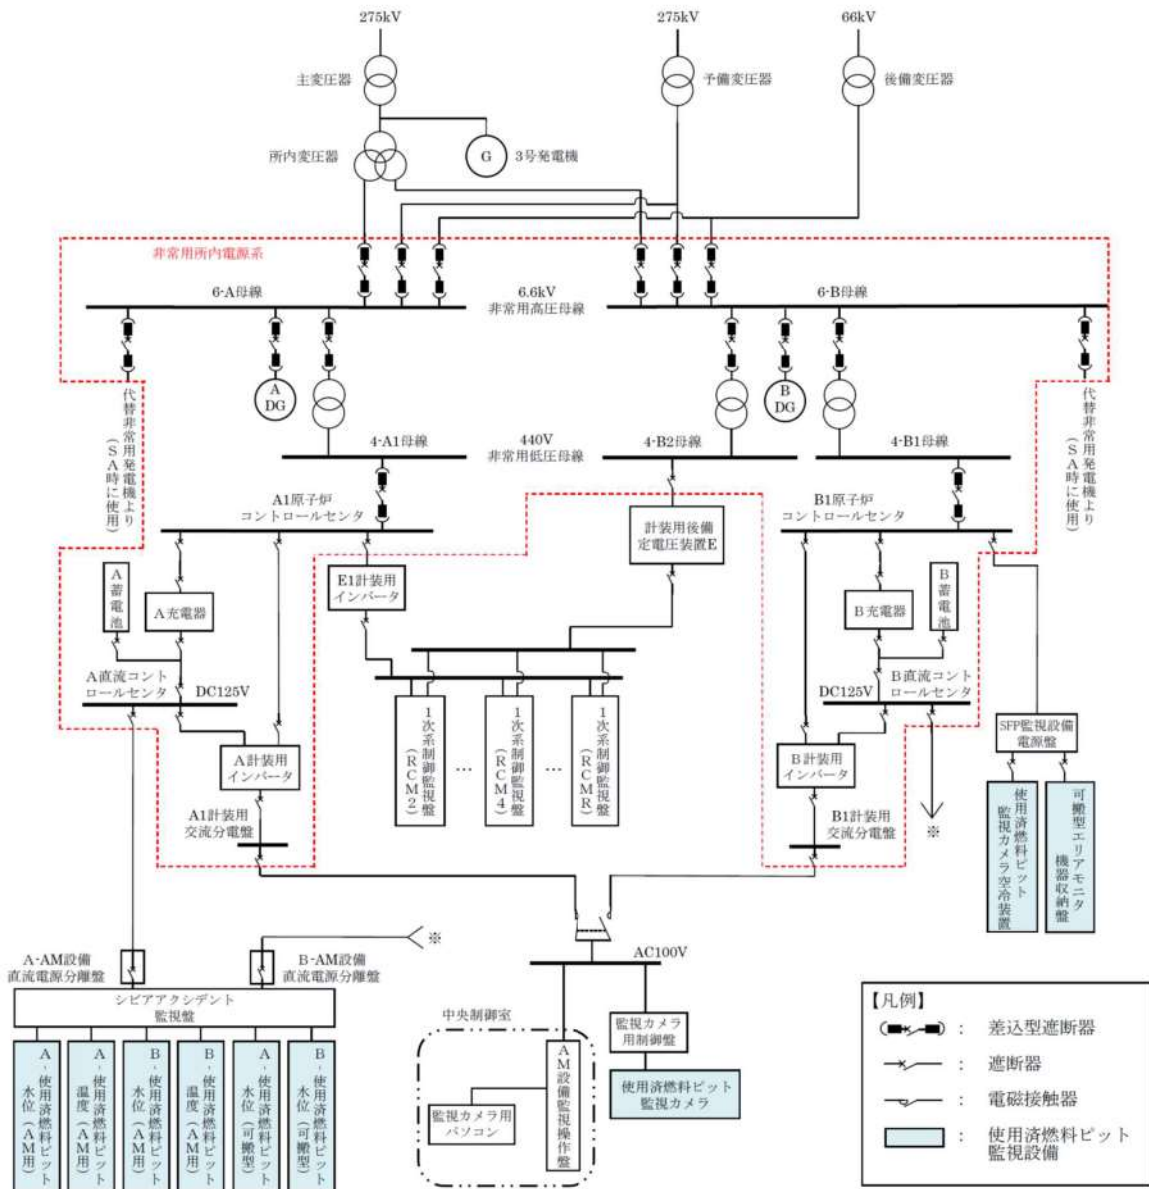 275kV
275kV
66kV
主変圧器
予備変圧器
後備変圧器
所内変圧器
G
3号発電機
非常用所内電源系
6-A母線
6.6kV
非常用高圧母線
6-B母線
A
DG
B
DG
代替非常用発電機より
(SA時に使用)
代替非常用発電機より
(SA時に使用)
4-A1母線
440V
非常用低圧母線
4-B2母線
4-B1母線
A1原子炉
コントロールセンタ
計装用後備
定電圧装置E
B1原子炉
コントロールセンタ
A蓄電池
A充電器
E1計装用
インバータ
B充電器
B蓄電池
A直流コント
ロールセンタ
DC125V
B直流コント
ロールセンタ
DC125V
1次系制御監視盤
(RCM2)
…
1次系制御監視盤
(RCM4)
…
1次系制御監視盤
(RCMR)
A計装用
インバータ
B計装用
インバータ
SFP監視設備
電源盤
A1計装用
交流分電盤
B1計装用
交流分電盤
※
使用済燃料ピット
監視カメラ空冷装置
可搬型エリアモニタ
機器収納盤
※
A-AM設備
直流電源分離盤
B-AM設備
直流電源分離盤
AC100V
シビアアクシデント
監視盤
A-使用済燃料ピット
水位(AM用)
A-使用済燃料ピット
温度(AM用)
B-使用済燃料ピット
水位(AM用)
B-使用済燃料ピット
温度(AM用)
A-使用済燃料ピット
水位(可搬型)
B-使用済燃料ピット
水位(可搬型)
中央制御室
監視カメラ用
パソコン
AM設備監視操作盤
監視カメラ
用制御盤
使用済燃料ピット
監視カメラ
【凡例】
: 差込型遮断器
: 遮断器
: 電磁接触器
: 使用済燃料ピット
監視設備